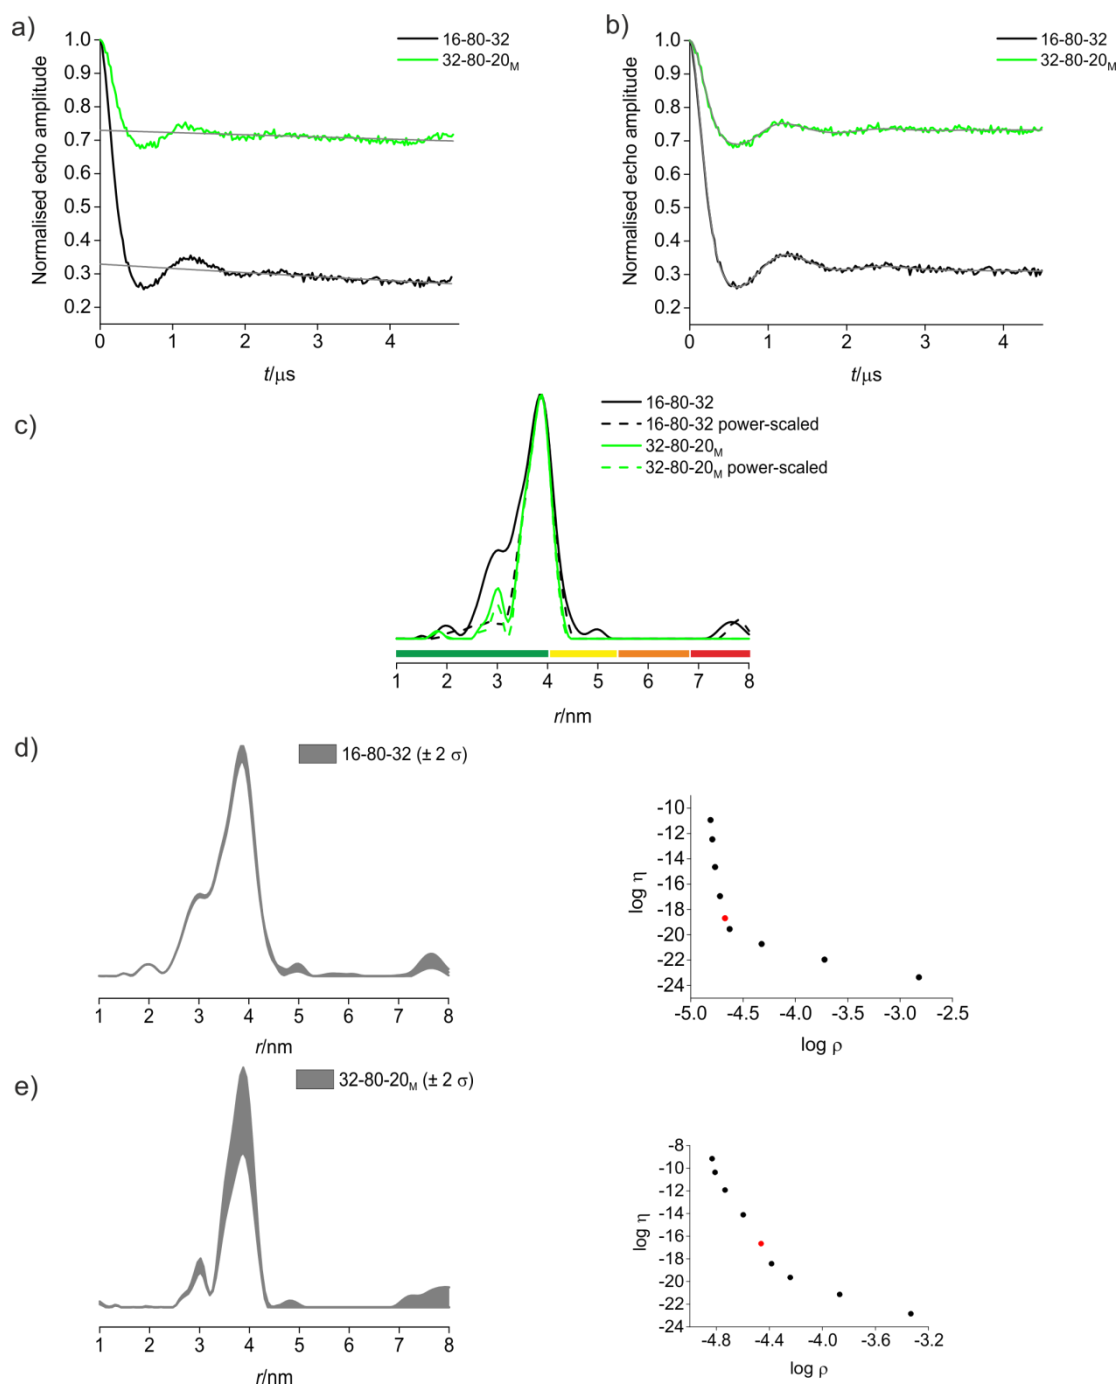 a)
16-80-32
32-80-20M
Normalised echo amplitude
1.0
0.9
0.8
0.7
0.6
0.5
0.4
0.3
0.2
0 1 2 3 4
t/μs
b)
16-80-32
32-80-20M
Normalised echo amplitude
1.0
0.9
0.8
0.7
0.6
0.5
0.4
0.3
0.2
0 1 2 3 4
t/μs
c)
16-80-32
16-80-32 power-scaled
32-80-20M
32-80-20M power-scaled
1 2 3 4 5 6 7 8
r/nm
d)
16-80-32 (± 2 σ)
1 2 3 4 5 6 7 8
r/nm
log η
-10
-12
-14
-16
-18
-20
-22
-24
-5.0 -4.5 -4.0 -3.5 -3.0 -2.5
log ρ
e)
32-80-20M (± 2 σ)
1 2 3 4 5 6 7 8
r/nm
log η
-8
-10
-12
-14
-16
-18
-20
-22
-24
-4.8 -4.4 -4.0 -3.6 -3.2
log ρ